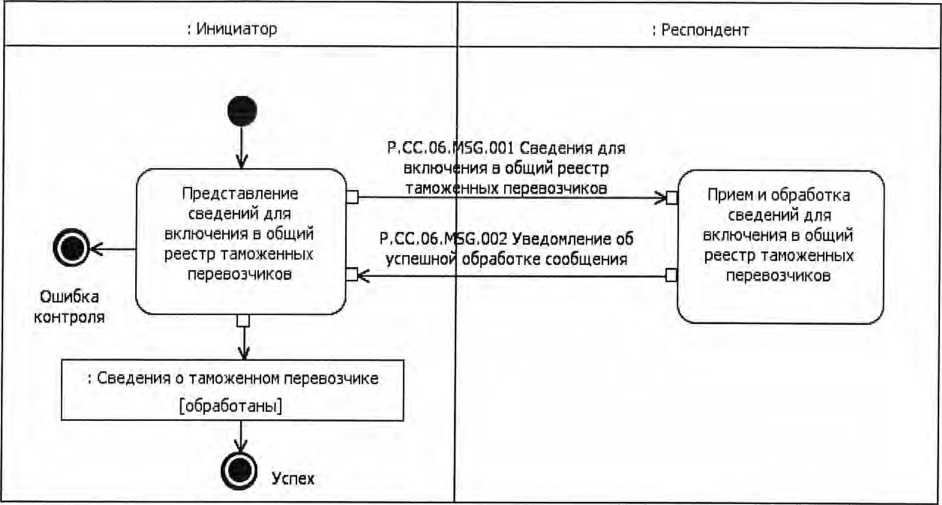 : Инициатор
: Респондент
P.CC.06.MSG.001 Сведения для
включения в общий реестр
таможенных перевозчиков
Представление
сведений для
включения в общий
реестр таможенных
перевозчиков
Прием и обработка
сведений для
включения в общий
реестр таможенных
перевозчиков
P.CC.06.MSG.002 Уведомление об
успешной обработке сообщения
Ошибка
контроля
: Сведения о таможенном перевозчике
[обработаны]
Успех